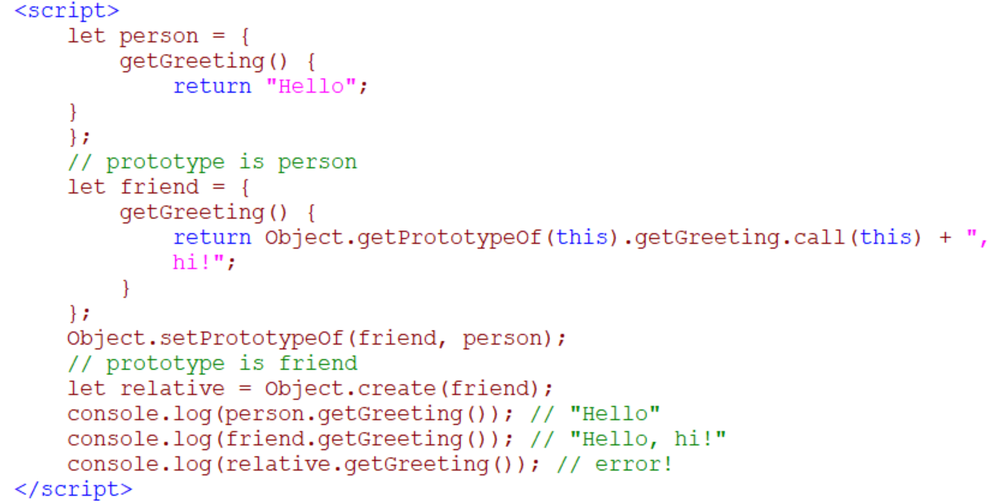 <script>
    let person = {
        getGreeting() {
            return "Hello";
    }
    };
    // prototype is person
    let friend = {
        getGreeting() {
            return Object.getPrototypeOf(this).getGreeting.call(this) + ",
            hi!";
        }
    };
    Object.setPrototypeOf(friend, person);
    // prototype is friend
    let relative = Object.create(friend);
    console.log(person.getGreeting()); // "Hello"
    console.log(friend.getGreeting()); // "Hello, hi!"
    console.log(relative.getGreeting()); // error!
</script>